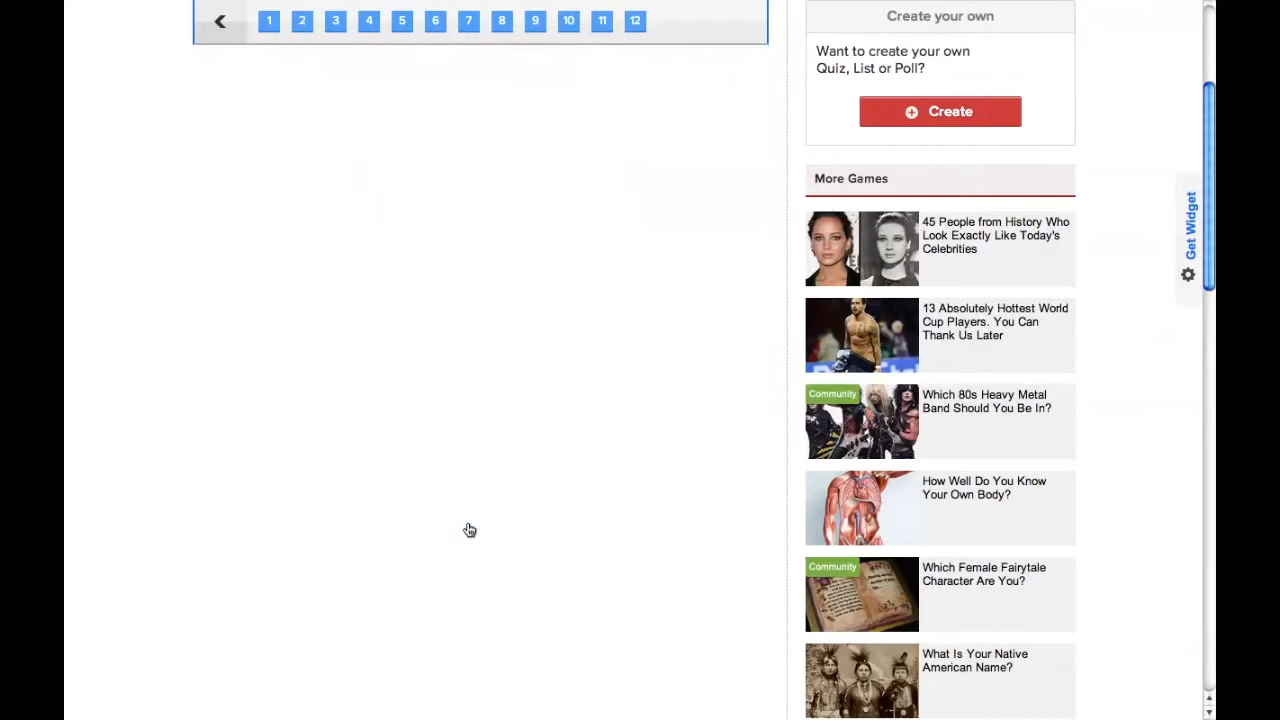 1 2 3 4 5 6 7 8 9 10 11 12
Create your own
Want to create your own
Quiz, List or Poll?
Create
More Games
45 People from History Who
Look Exactly Like Today's
Celebrities
13 Absolutely Hottest World
Cup Players. You Can
Thank Us Later
Community
Which 80s Heavy Metal
Band Should You Be In?
How Well Do You Know
Your Own Body?
Community
Which Female Fairytale
Character Are You?
What Is Your Native
American Name?
Get Widget